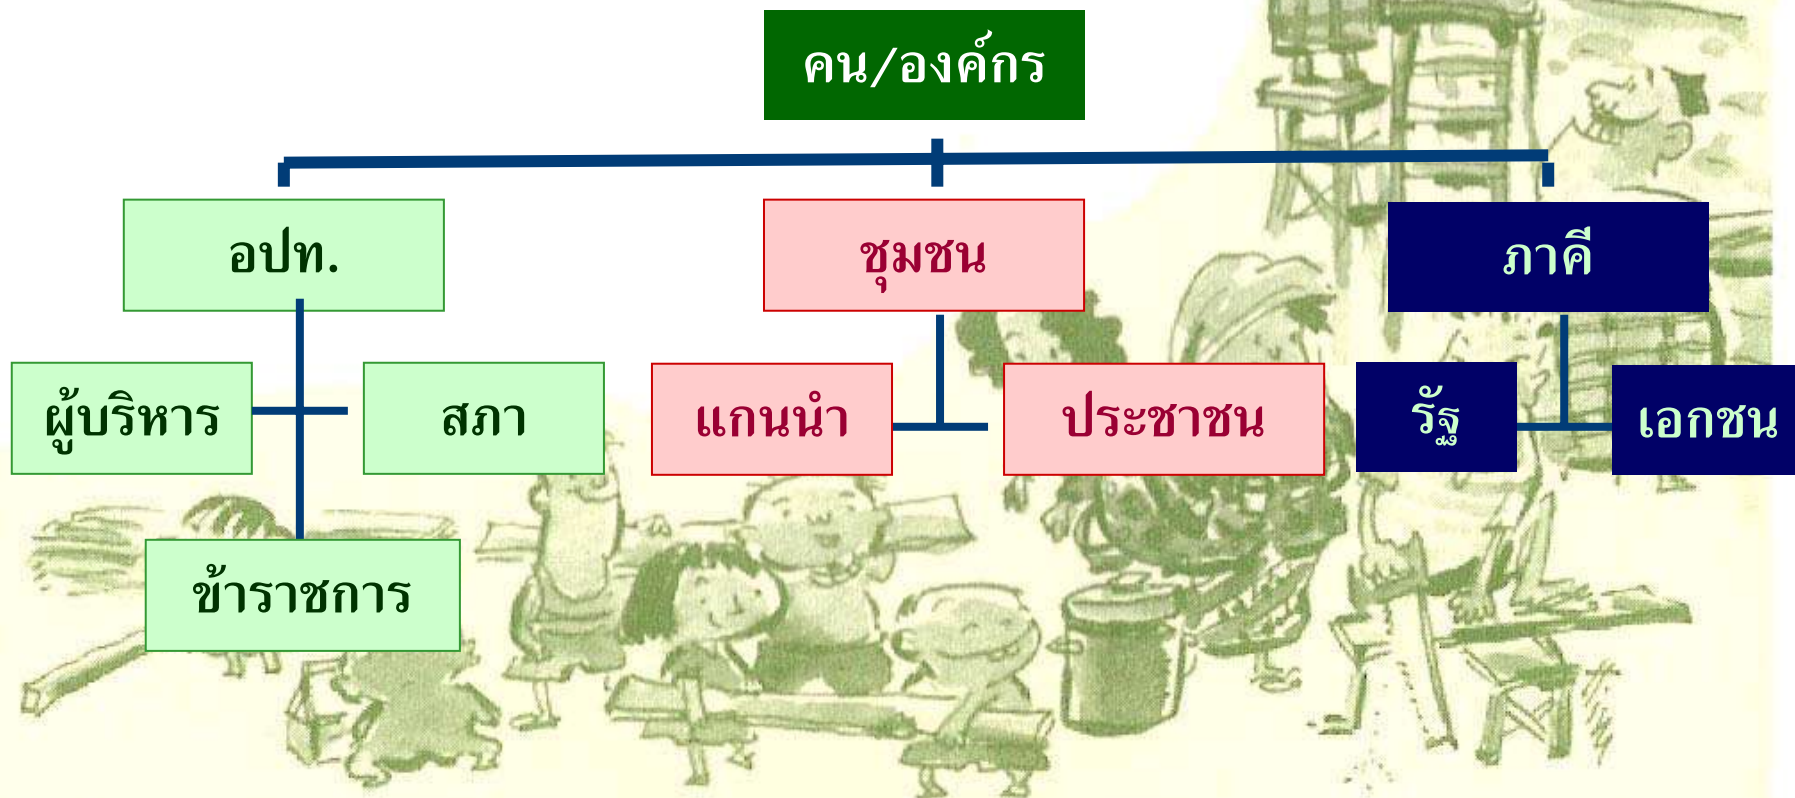 คน/องค์กร
อปท.
ชุมชน
ภาคี
ผู้บริหาร
สภา
แกนนำ
ประชาชน
รัฐ
เอกชน
ข้าราชการ